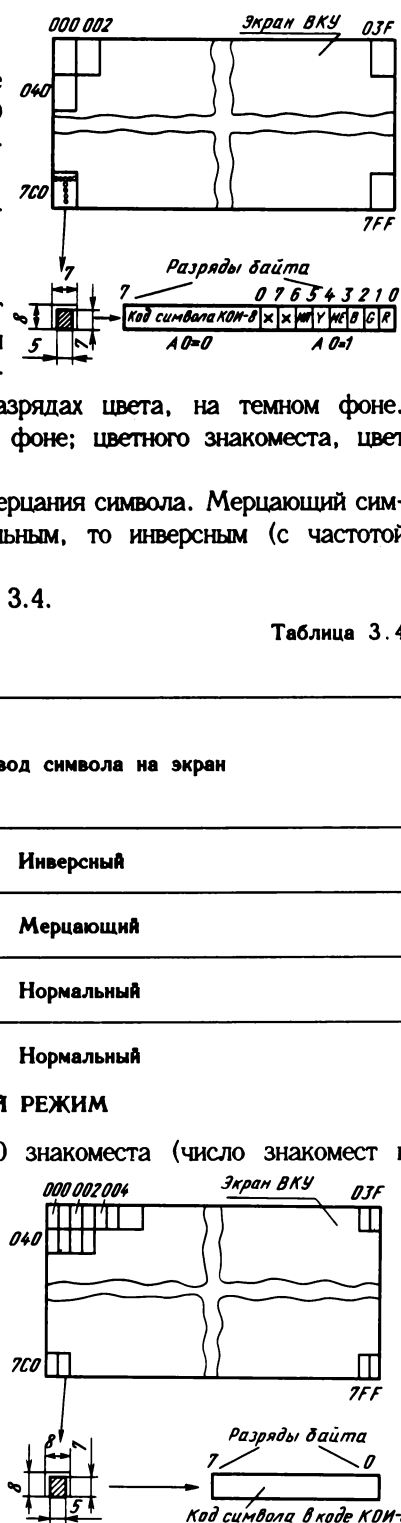 000 002 Экран ВКУ 03F
040
7C0
7FF
7
Разряды байта
8
7 0 7 6 5 4 3 2 1 0
Код символа КОИ-8 X X Y B G R
5 7
A0=0 A0=1
азрядах цвета, на темном фоне.
фоне; цветного знакоместа, цвет
ерцания символа. Мерцающий сим-
льным, то инверсным (с частотой
3.4.
Таблица 3.4
вод символа на экран
Инверсный
Мерцающий
Нормальный
Нормальный
Й РЕЖИМ
0 знакоместа (число знакомест
000 002 004 Экран ВКУ 03F
040
7C0
7FF
8 7
Разряды байта
7 0
8
5
Код символа в коде КОИ-8